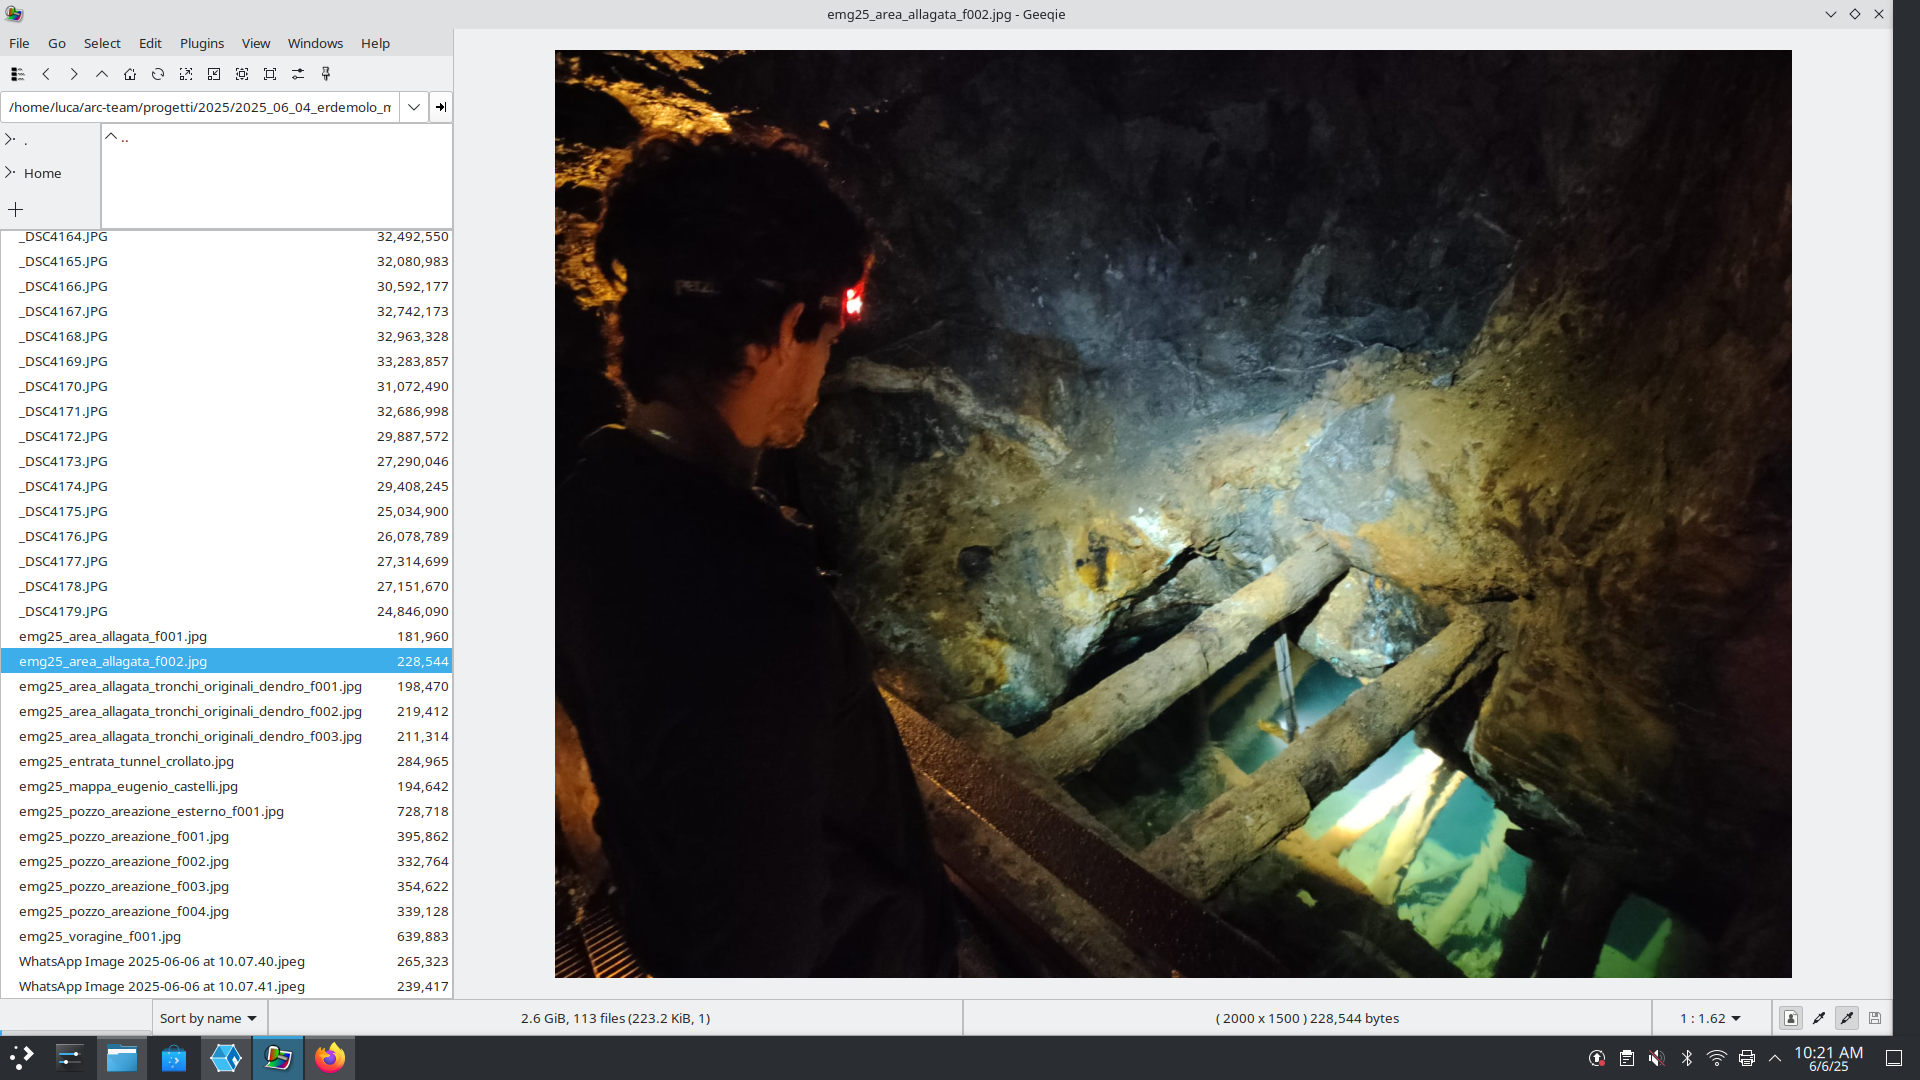 emg25_area_allagata_f002.jpg - Geeqie
File Go Select Edit Plugins View Windows Help
/home/luca/arc-team/progetti/2025/2025_06_04_erdemolo_m
.
..
Home
_DSC4164.JPG 32,492,550
_DSC4165.JPG 32,080,983
_DSC4166.JPG 30,592,177
_DSC4167.JPG 32,742,173
_DSC4168.JPG 32,963,328
_DSC4169.JPG 33,283,857
_DSC4170.JPG 31,072,490
_DSC4171.JPG 32,686,998
_DSC4172.JPG 29,887,572
_DSC4173.JPG 27,290,046
_DSC4174.JPG 29,408,245
_DSC4175.JPG 25,034,900
_DSC4176.JPG 26,078,789
_DSC4177.JPG 27,314,699
_DSC4178.JPG 27,151,670
_DSC4179.JPG 24,846,090
emg25_area_allagata_f001.jpg 181,960
emg25_area_allagata_f002.jpg 228,544
emg25_area_allagata_tronchi_originali_dendro_f001.jpg 198,470
emg25_area_allagata_tronchi_originali_dendro_f002.jpg 219,412
emg25_area_allagata_tronchi_originali_dendro_f003.jpg 211,314
emg25_entrata_tunnel_crollato.jpg 284,965
emg25_mappa_eugenio_castelli.jpg 194,642
emg25_pozzo_areazione_esterno_f001.jpg 728,718
emg25_pozzo_areazione_f001.jpg 395,862
emg25_pozzo_areazione_f002.jpg 332,764
emg25_pozzo_areazione_f003.jpg 354,622
emg25_pozzo_areazione_f004.jpg 339,128
emg25_voragine_f001.jpg 639,883
WhatsApp Image 2025-06-06 at 10.07.40.jpeg 265,323
WhatsApp Image 2025-06-06 at 10.07.41.jpeg 239,417
PETZL
Sort by name 2.6 GiB, 113 files (223.2 KiB, 1) ( 2000 x 1500 ) 228,544 bytes 1 : 1.62
10:21 AM
6/6/25